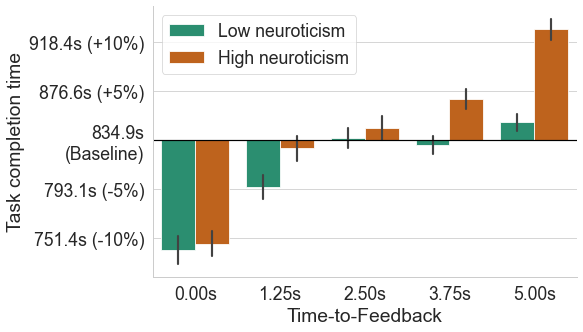 Task completion time
918.4s (+10%)
876.6s (+5%)
834.9s
(Baseline)
793.1s (-5%)
751.4s (-10%)
Low neuroticism
High neuroticism
0.00s 1.25s 2.50s 3.75s 5.00s
Time-to-Feedback